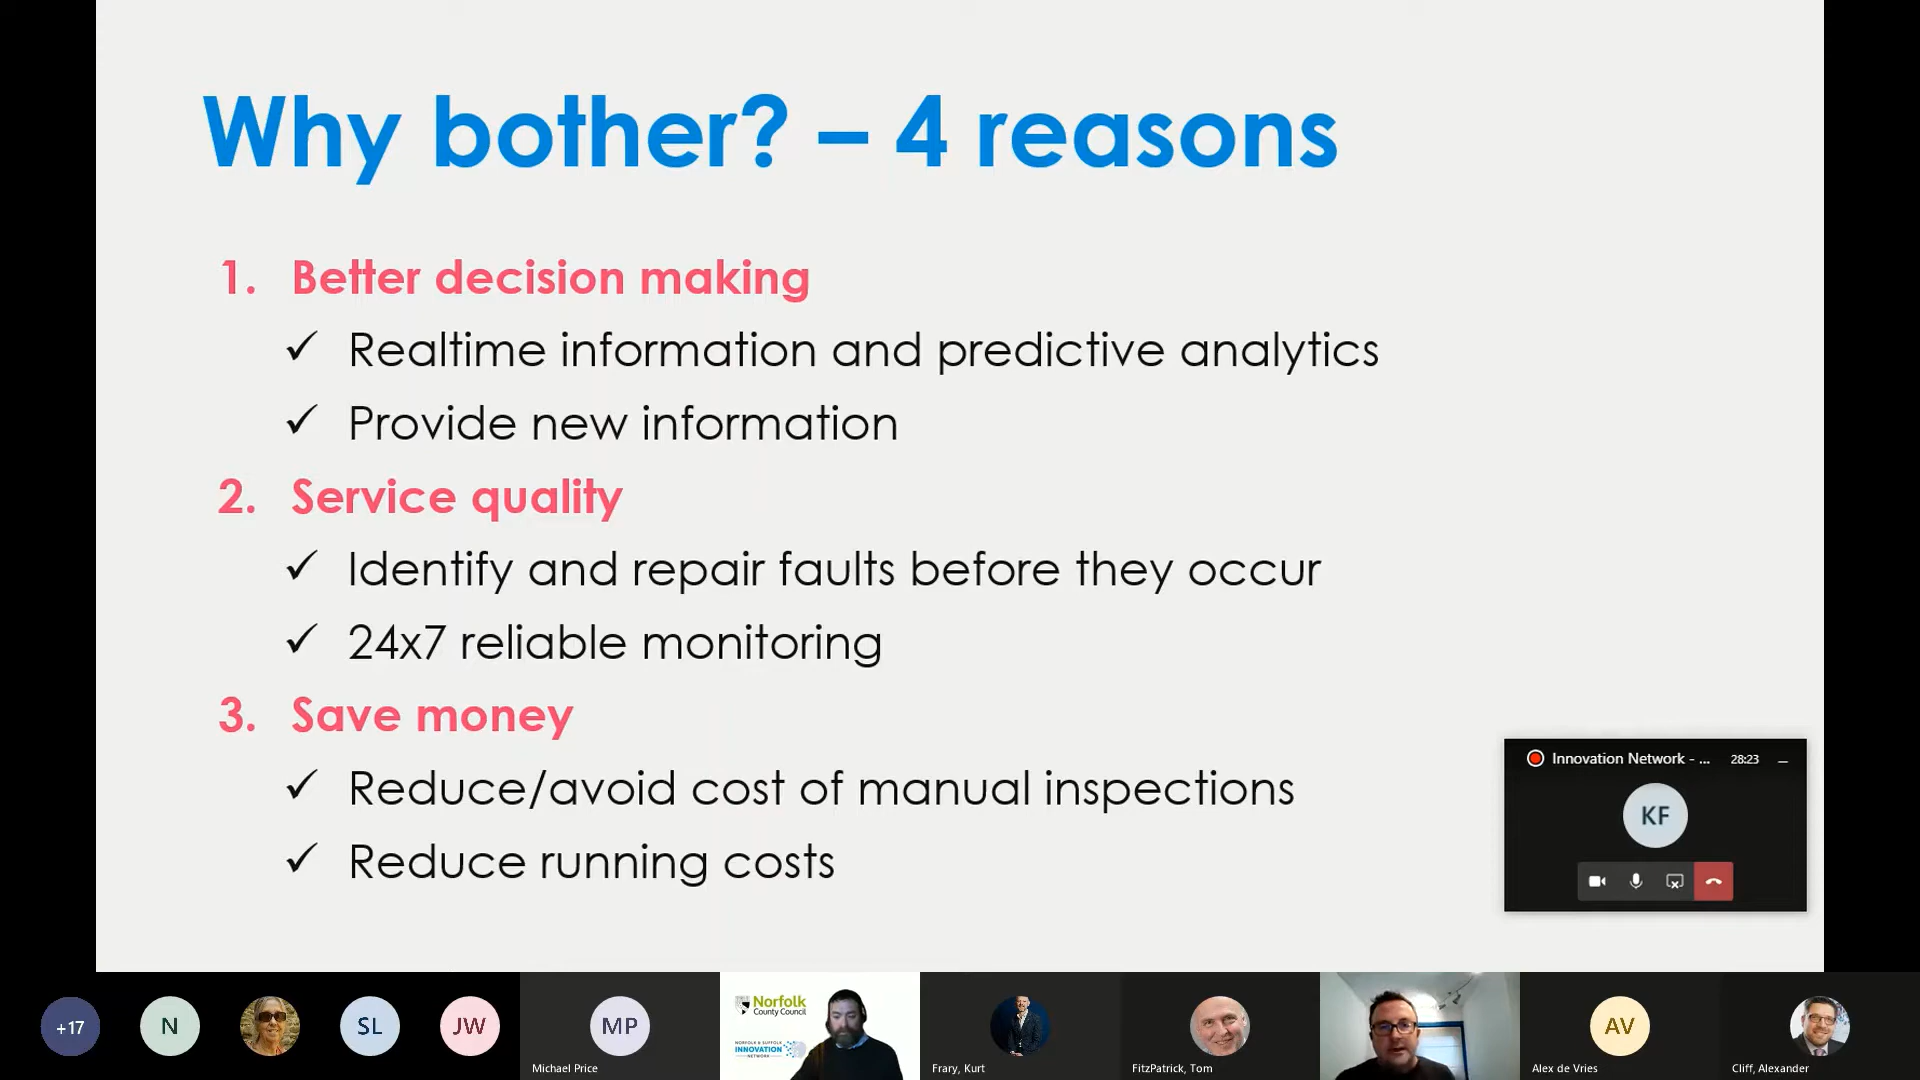 Why bother? – 4 reasons
1. Better decision making
✓ Realtime information and predictive analytics
✓ Provide new information
2. Service quality
✓ Identify and repair faults before they occur
✓ 24x7 reliable monitoring
3. Save money
✓ Reduce/avoid cost of manual inspections
✓ Reduce running costs
Innovation Network - ... 28:23
KF
+17
N
SL
JW
MP
Michael Price
Norfolk
County Council
NORFOLK & SUFFOLK
INNOVATION
NETWORK
Frary, Kurt
FitzPatrick, Tom
AV
Alex de Vries
Cliff, Alexander